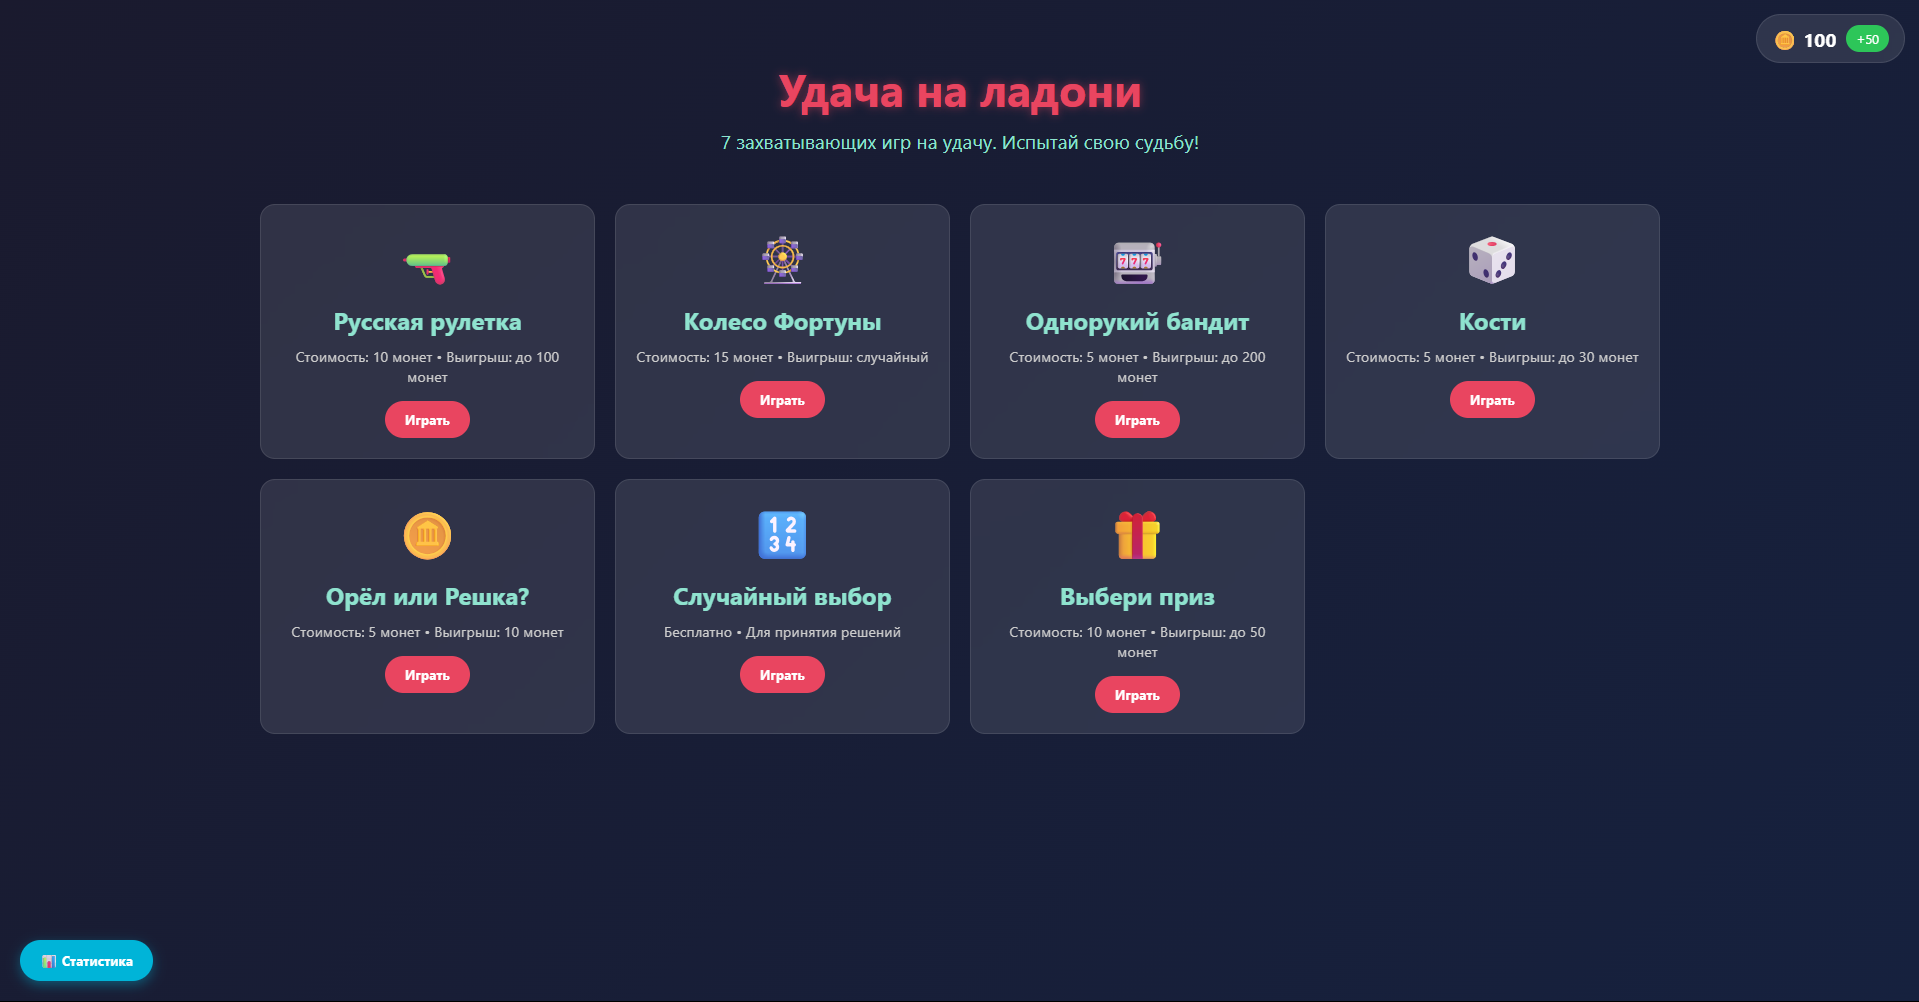 100 +50
Удача на ладони
7 захватывающих игр на удачу. Испытай свою судьбу!
777
Русская рулетка
Стоимость: 10 монет • Выигрыш: до 100
монет
Играть
Колесо Фортуны
Стоимость: 15 монет • Выигрыш: случайный
Играть
Однорукий бандит
Стоимость: 5 монет • Выигрыш: до 200
монет
Играть
Кости
Стоимость: 5 монет • Выигрыш: до 30 монет
Играть
Орёл или Решка?
Стоимость: 5 монет • Выигрыш: 10 монет
Играть
1 2
3 4
Случайный выбор
Бесплатно • Для принятия решений
Играть
Выбери приз
Стоимость: 10 монет • Выигрыш: до 50
монет
Играть
Статистика